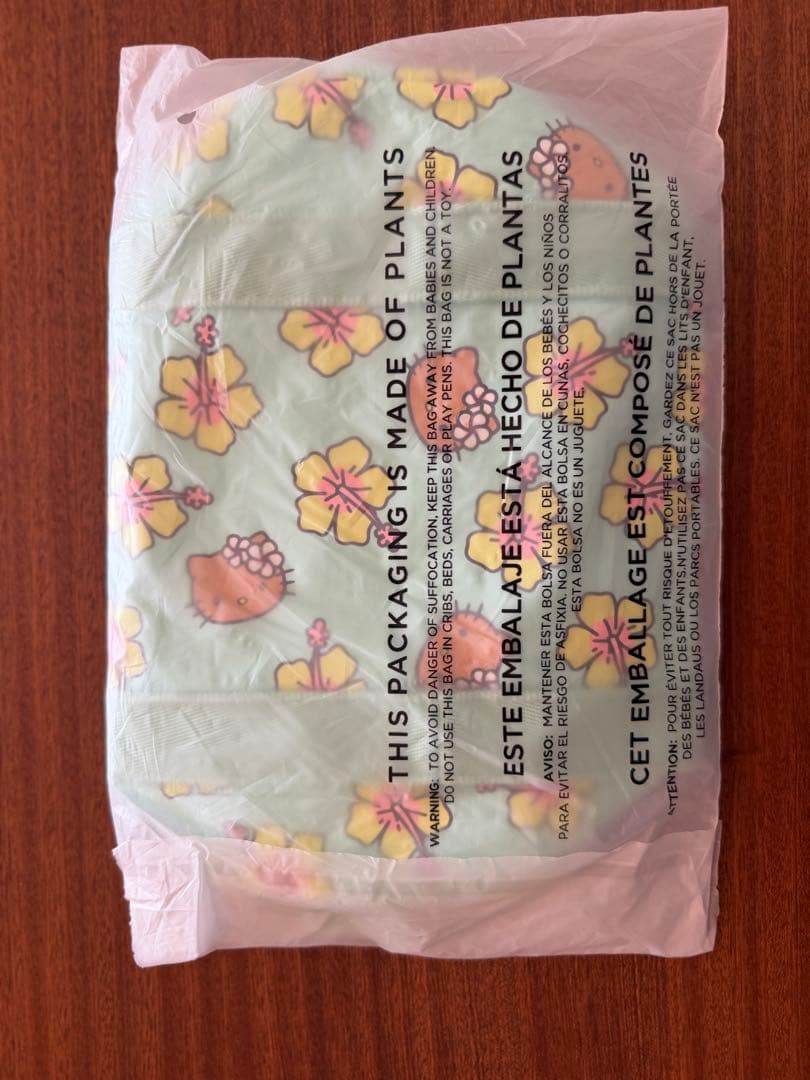 THIS PACKAGING IS MADE OF PLANTS
WARNING: TO AVOID DANGER OF SUFFOCATION, KEEP THIS BAG AWAY FROM BABIES AND CHILDREN.
DO NOT USE THIS BAG IN CRIBS, BEDS, CARRIAGES OR PLAY PENS. THIS BAG IS NOT A TOY.
ESTE EMBALAJE ESTÁ HECHO DE PLANTAS
AVISO: MANTENER ESTA BOLSA FUERA DEL ALCANCE DE LOS BEBÉS Y LOS NIÑOS
PARA EVITAR EL RIESGO DE ASFIXIA. NO USAR ESTA BOLSA EN CUNAS, COCHECITOS O CORRALITOS.
ESTA BOLSA NO ES UN JUGUETE.
CET EMBALLAGE EST COMPOSÉ DE PLANTES
ATTENTION: POUR ÉVITER TOUT RISQUE D'ÉTOUFFEMENT, GARDEZ CE SAC HORS DE LA PORTÉE
DES BÉBÉS ET DES ENFANTS.N'UTILISEZ PAS CE SAC DANS LES LITS D'ENFANT,
LES LANDAUS OU LES PARCS PORTABLES. CE SAC N'EST PAS UN JOUET.